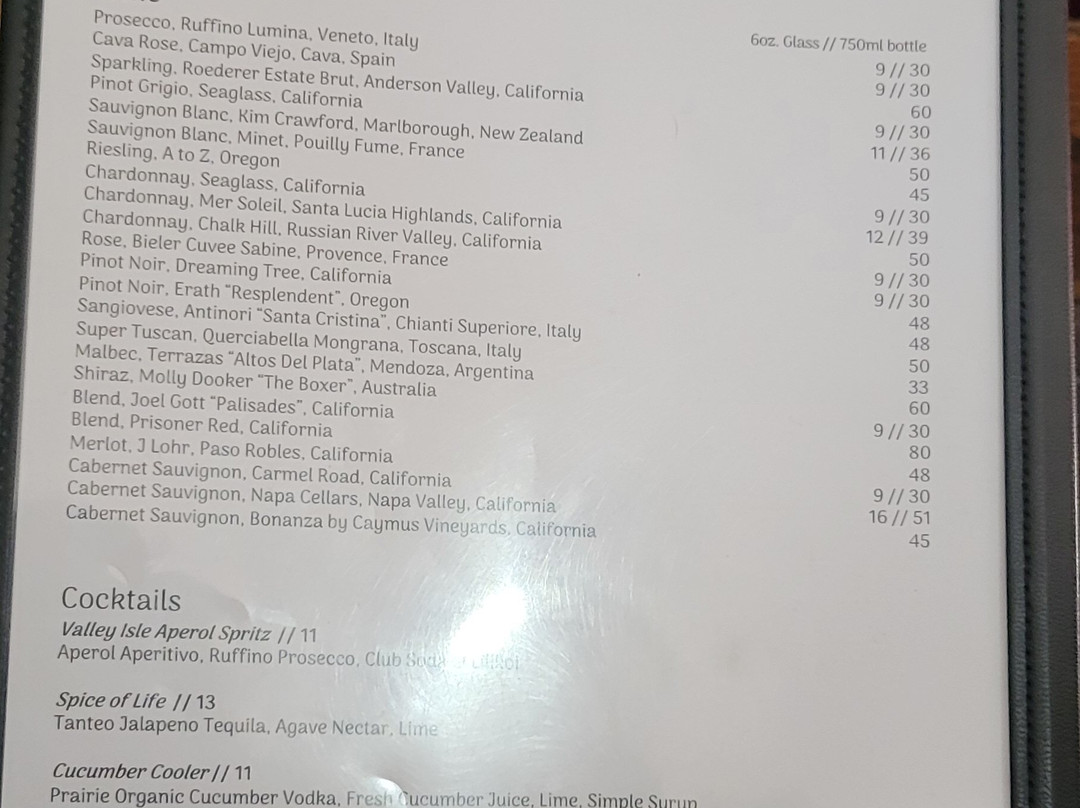 6oz. Glass // 750ml bottle
Prosecco, Ruffino Lumina, Veneto, Italy 9 // 30
Cava Rose, Campo Viejo, Cava, Spain 9 // 30
Sparkling, Roederer Estate Brut, Anderson Valley, California 60
Pinot Grigio, Seaglass, California 9 // 30
Sauvignon Blanc, Kim Crawford, Marlborough, New Zealand 11 // 36
Sauvignon Blanc, Minet, Pouilly Fume, France 50
Riesling, A to Z, Oregon 45
Chardonnay, Seaglass, California 9 // 30
Chardonnay, Mer Soleil, Santa Lucia Highlands, California 12 // 39
Chardonnay, Chalk Hill, Russian River Valley, California 50
Rose, Bieler Cuvee Sabine, Provence, France 9 // 30
Pinot Noir, Dreaming Tree, California 9 // 30
Pinot Noir, Erath “Resplendent”, Oregon 48
Sangiovese, Antinori “Santa Cristina”, Chianti Superiore, Italy 48
Super Tuscan, Querciabella Mongrana, Toscana, Italy 50
Malbec, Terrazas “Altos Del Plata”, Mendoza, Argentina 33
Shiraz, Molly Dooker “The Boxer”, Australia 60
Blend, Joel Gott “Palisades”, California 9 // 30
Blend, Prisoner Red, California 80
Merlot, J Lohr, Paso Robles, California 48
Cabernet Sauvignon, Carmel Road, California 9 // 30
Cabernet Sauvignon, Napa Cellars, Napa Valley, California 16 // 51
Cabernet Sauvignon, Bonanza by Caymus Vineyards, California 45
Cocktails
Valley Isle Aperol Spritz // 11
Aperol Aperitivo, Ruffino Prosecco, Club Soda
Spice of Life // 13
Tanteo Jalapeno Tequila, Agave Nectar, Lime
Cucumber Cooler // 11
Prairie Organic Cucumber Vodka, Fresh Cucumber Juice, Lime, Simple Syrup